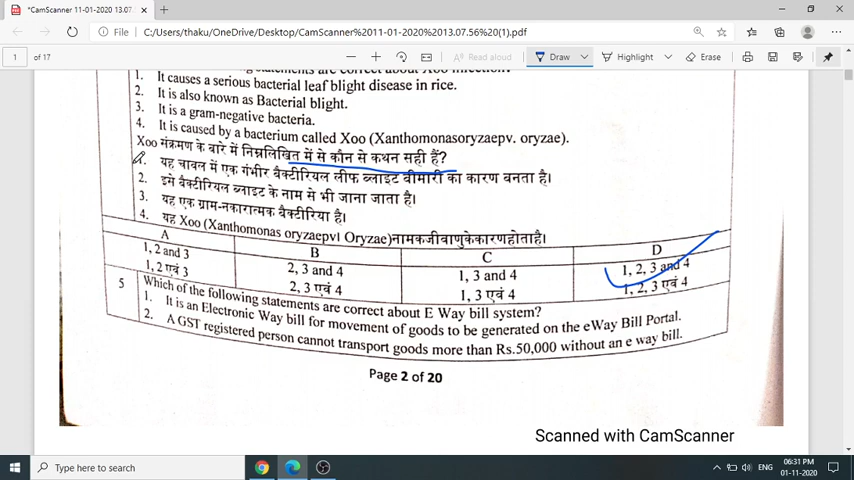 *CamScanner 11-01-2020 13.07.56
File
C:/Users/thaku/OneDrive/Desktop/CamScanner%2011-01-2020%2013.07.56%20(1).pdf
1 of 17
Read aloud
Draw
Highlight
Erase
statements are correct about Xoo infection?
1. It causes a serious bacterial leaf blight disease in rice.
2. It is also known as Bacterial blight.
3. It is a gram-negative bacteria.
4. It is caused by a bacterium called Xoo (Xanthomonasoryzaepv. oryzae).
Xoo संक्रमण के बारे में निम्नलिखित में से कौन से कथन सही हैं?
1. यह चावल में एक गंभीर बैक्टीरियल लीफ ब्लाइट बीमारी का कारण बनता है।
2. इसे बैक्टीरियल ब्लाइट के नाम से भी जाना जाता है।
3. यह एक ग्राम-नकारात्मक बैक्टीरिया है।
4. यह Xoo (Xanthomonas oryzaepvl Oryzae)नामकजीवाणुकेकारणहोताहै।
A B C D
1, 2 and 3 2, 3 and 4 1, 3 and 4 1, 2, 3 and 4
1, 2 एवं 3 2, 3 एवं 4 1, 3 एवं 4 1, 2, 3 एवं 4
5 Which of the following statements are correct about E Way bill system?
1. It is an Electronic Way bill for movement of goods to be generated on the eWay Bill Portal.
2. A GST registered person cannot transport goods more than Rs.50,000 without an e way bill.
Page 2 of 20
Scanned with CamScanner
Type here to search
ENG
06:31 PM
01-11-2020